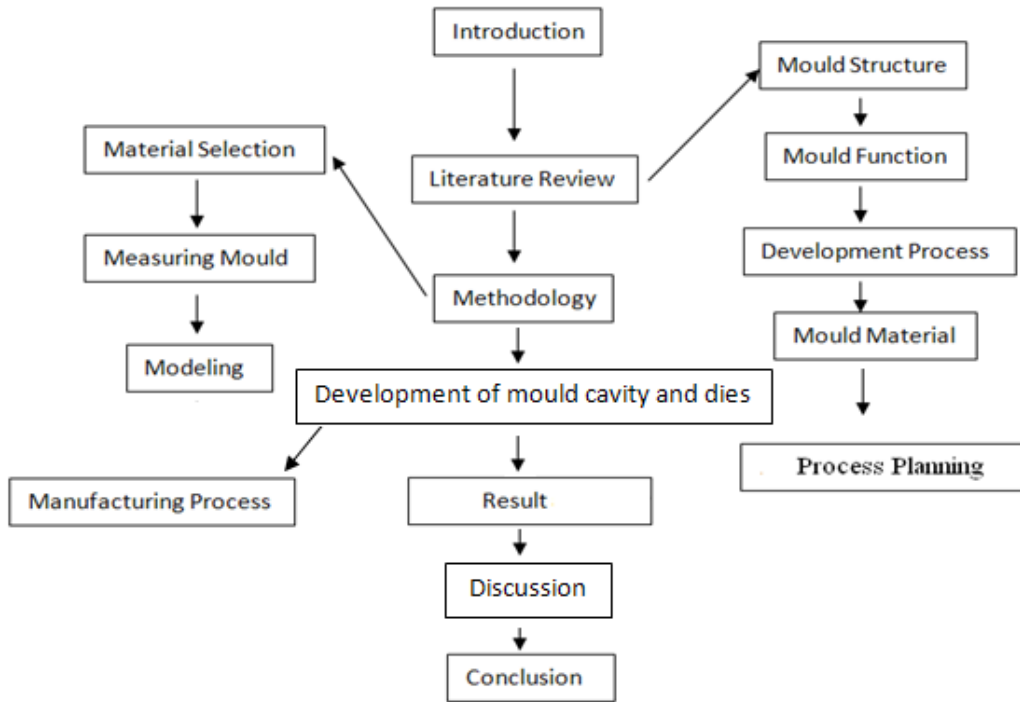 Introduction
Mould Structure
Material Selection
Mould Function
Literature Review
Measuring Mould
Development Process
Methodology
Mould Material
Modeling
Development of mould cavity and dies
Process Planning
Manufacturing Process
Result
Discussion
Conclusion